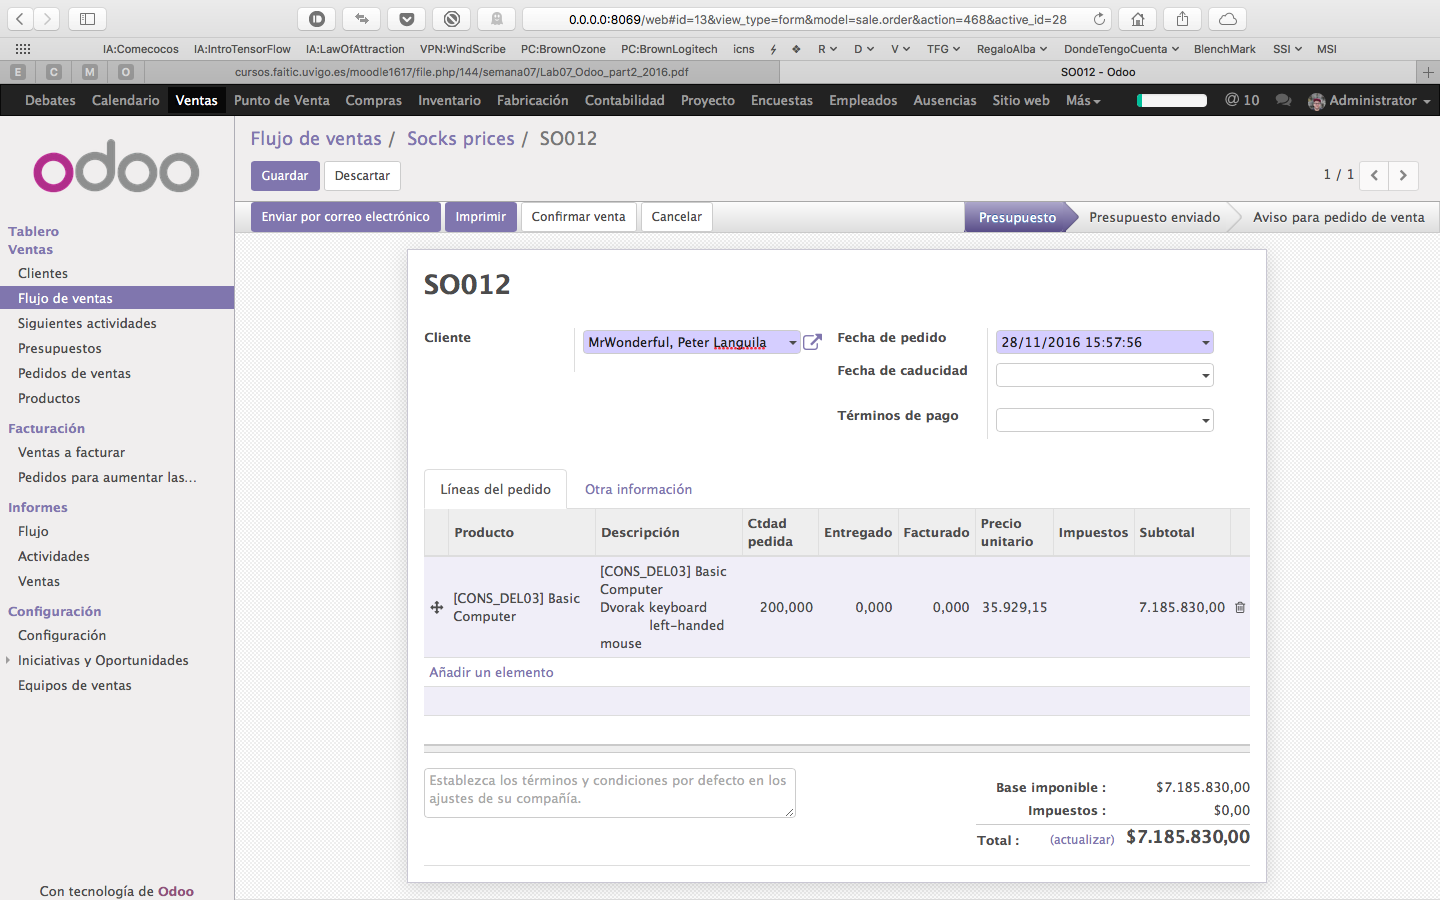 0.0.0.0:8069/web#id=13&view_type=form&model=sale.order&action=468&active_id=28
IA:Comecocos IA:IntroTensorFlow IA:LawOfAttraction VPN:WindScribe PC:BrownOzone PC:BrownLogitech icns R D V TFG RegaloAlba DondeTengoCuenta BlenchMark SSI MSI
E C M O cursos.faitic.uvigo.es/moodle1617/file.php/144/semana07/Lab07_Odoo_part2_2016.pdf SO012 - Odoo +
Debates Calendario Ventas Punto de Venta Compras Inventario Fabricación Contabilidad Proyecto Encuestas Empleados Ausencias Sitio web Más @ 10 Administrator
odoo
Tablero
Ventas
Clientes
Flujo de ventas
Siguientes actividades
Presupuestos
Pedidos de ventas
Productos
Facturación
Ventas a facturar
Pedidos para aumentar las...
Informes
Flujo
Actividades
Ventas
Configuración
Configuración
Iniciativas y Oportunidades
Equipos de ventas
Con tecnología de Odoo
Flujo de ventas / Socks prices / SO012
Guardar Descartar 1 / 1
Enviar por correo electrónico Imprimir Confirmar venta Cancelar Presupuesto Presupuesto enviado Aviso para pedido de venta
SO012
Cliente MrWonderful, Peter Languila
Fecha de pedido 28/11/2016 15:57:56
Fecha de caducidad
Términos de pago
Líneas del pedido Otra información
Producto Descripción Ctdad pedida Entregado Facturado Precio unitario Impuestos Subtotal
[CONS_DEL03] Basic
Computer
[CONS_DEL03] Basic
Computer
Dvorak keyboard
left-handed
mouse
200,000 0,000 0,000 35.929,15 7.185.830,00
Añadir un elemento
Establezca los términos y condiciones por defecto en los
ajustes de su compañía.
Base imponible : $7.185.830,00
Impuestos : $0,00
Total : (actualizar) $7.185.830,00